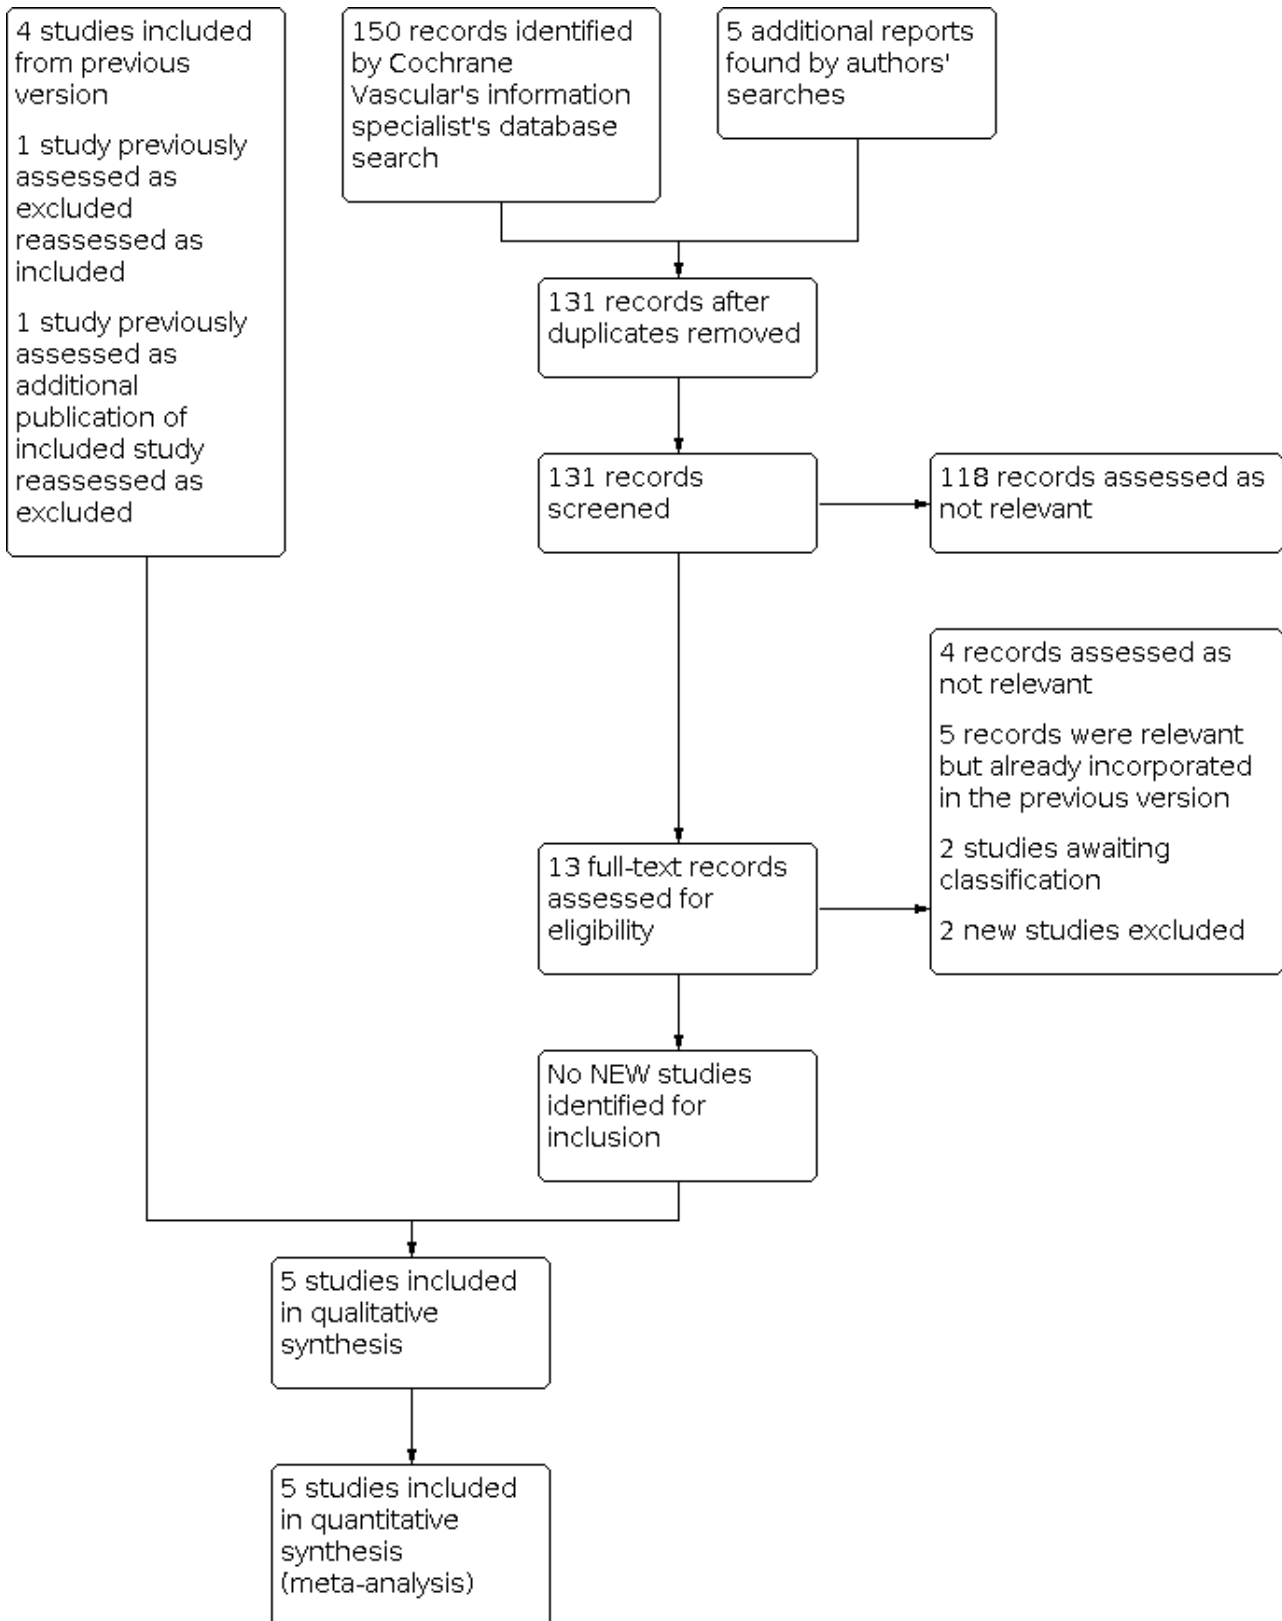 4 studies included
from previous
version
1 study previously
assessed as
excluded
reassessed as
included
1 study previously
assessed as
additional
publication of
included study
reassessed as
excluded
150 records identified
by Cochrane
Vascular's information
specialist's database
search
5 additional reports
found by authors'
searches
131 records after
duplicates removed
131 records
screened
118 records assessed as
not relevant
13 full-text records
assessed for
eligibility
4 records assessed as
not relevant
5 records were relevant
but already incorporated
in the previous version
2 studies awaiting
classification
2 new studies excluded
No NEW studies
identified for
inclusion
5 studies included
in qualitative
synthesis
5 studies included
in quantitative
synthesis
(meta-analysis)